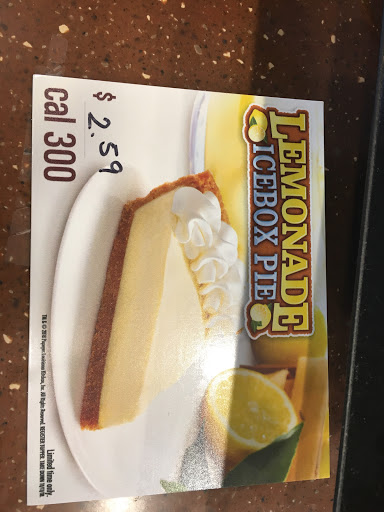 LEMONADE
ICEBOX PIE
$ 2.59
cal 300
Limited time only.